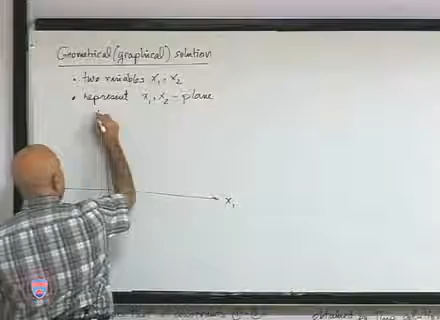 Geometrical (graphical) solution
• two variables x₁, x₂
• represent x₁, x₂ - plane
x₁